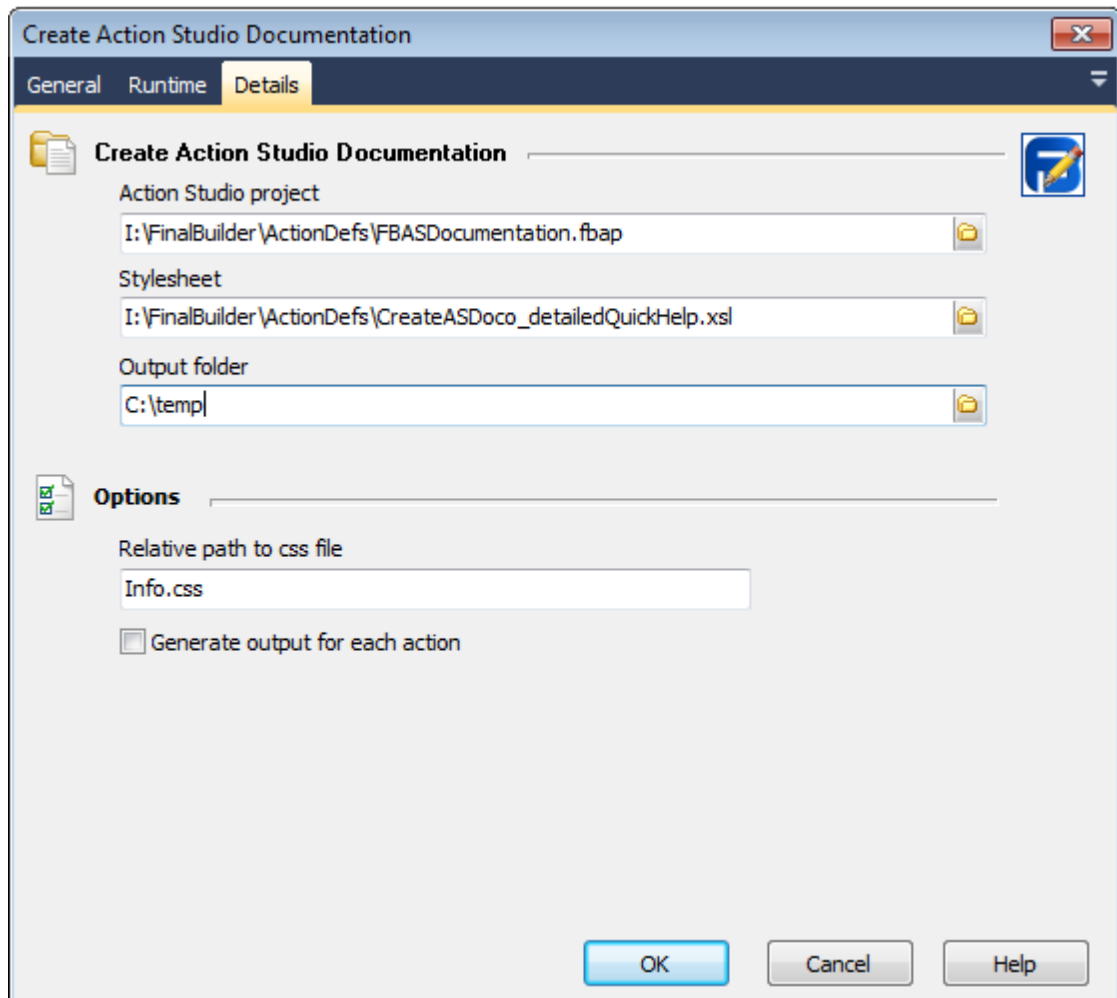 Create Action Studio Documentation
General Runtime Details
Create Action Studio Documentation
Action Studio project
I:\FinalBuilder\ActionDefs\FBASDocumentation.fbap
Stylesheet
I:\FinalBuilder\ActionDefs\CreateASDoco_detailedQuickHelp.xsl
Output folder
C:\temp
Options
Relative path to css file
Info.css
Generate output for each action
OK Cancel Help